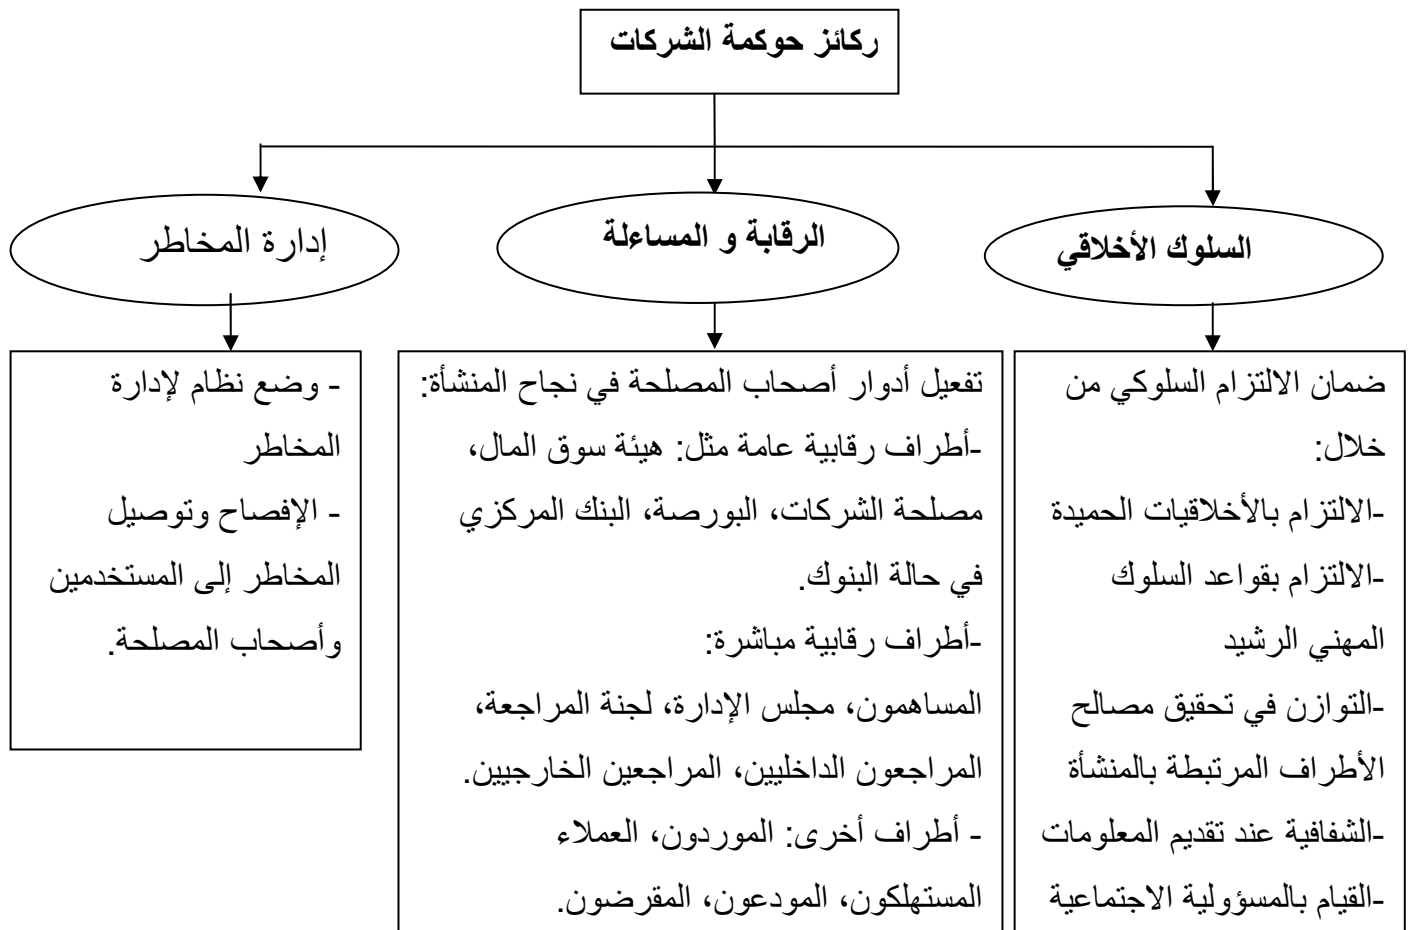 ركائز حوكمة الشركات
السلوك الأخلاقي
الرقابة و المساءلة
إدارة المخاطر
ضمان الالتزام السلوكي من
خلال:
-الالتزام بالأخلاقيات الحميدة
-الالتزام بقواعد السلوك
المهني الرشيد
-التوازن في تحقيق مصالح
الأطراف المرتبطة بالمنشأة
-الشفافية عند تقديم المعلومات
-القيام بالمسؤولية الاجتماعية
تفعيل أدوار أصحاب المصلحة في نجاح المنشأة:
-أطراف رقابية عامة مثل: هيئة سوق المال،
مصلحة الشركات، البورصة، البنك المركزي
في حالة البنوك.
-أطراف رقابية مباشرة:
المساهمون، مجلس الإدارة، لجنة المراجعة،
المراجعون الداخليين، المراجعين الخارجيين.
- أطراف أخرى: الموردون، العملاء
المستهلكون، المودعون، المقرضون.
- وضع نظام لإدارة
المخاطر
- الإفصاح وتوصيل
المخاطر إلى المستخدمين
وأصحاب المصلحة.